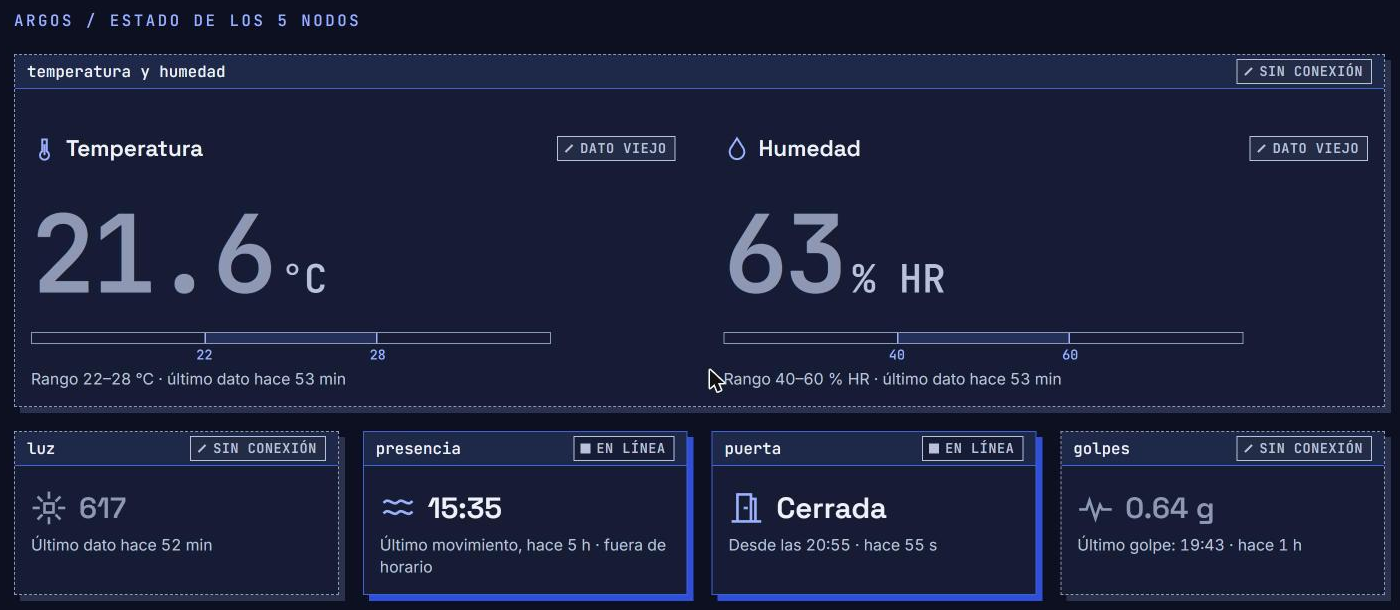 ARGOS / ESTADO DE LOS 5 NODOS
temperatura y humedad
SIN CONEXIÓN
Temperatura
DATO VIEJO
Humedad
DATO VIEJO
21.6 °C
63 % HR
22
28
40
60
Rango 22–28 °C · último dato hace 53 min
Rango 40–60 % HR · último dato hace 53 min
luz
SIN CONEXIÓN
617
Último dato hace 52 min
presencia
EN LÍNEA
15:35
Último movimiento, hace 5 h · fuera de
horario
puerta
EN LÍNEA
Cerrada
Desde las 20:55 · hace 55 s
golpes
SIN CONEXIÓN
0.64 g
Último golpe: 19:43 · hace 1 h